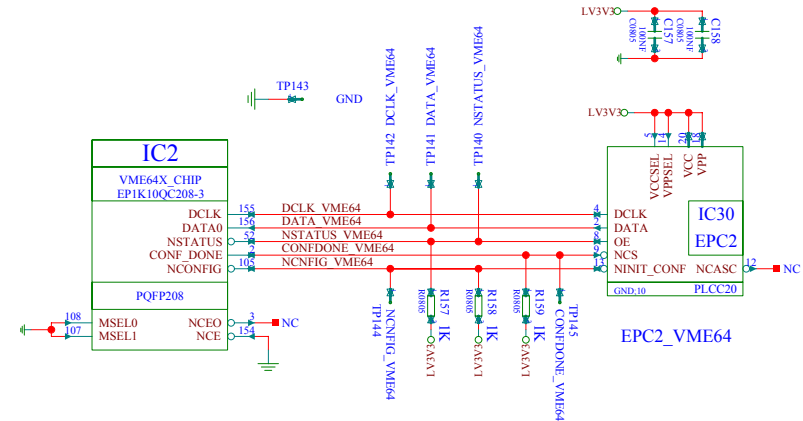 LV3V3
C0805
100NF
C157
C0805
100NF
C158
TP143
GND
TP142 DCLK_VME64
TP141 DATA_VME64
TP140 NSTATUS_VME64
LV3V3
5
14
20
18
VCCSEL
VPPSEL
VCC
VPP
IC2
VME64X_CHIP
EP1K10QC208-3
DCLK 155 DCLK_VME64 4 DCLK
DATA0 156 DATA_VME64 2 DATA
NSTATUS 52 NSTATUS_VME64 8 OE
CONF_DONE 2 CONFDONE_VME64 9 NCS
NCONFIG 105 NCNFIG_VME64 13 NINIT_CONF
IC30
EPC2
NCASC 12 NC
GND;10 PLCC20
PQFP208
108 MSEL0
107 MSEL1
NCEO 3 NC
NCE 154
TP144 NCNFIG_VME64
R0805 R157 1K
LV3V3
R0805 R158 1K
LV3V3
R0805 R159 1K
LV3V3
TP145 CONFDONE_VME64
EPC2_VME64